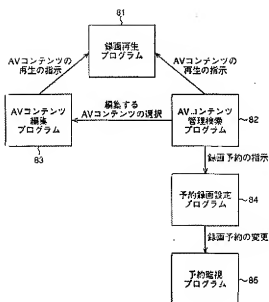 81
録画再生
プログラム
AVコンテンツの
再生の指示
AVコンテンツの
再生の指示
編集する
AVコンテンツの選択
AVコンテンツ
編集
プログラム
83
AVコンテンツ
管理検索
プログラム
82
録画予約の指示
予約録画設定
プログラム
84
録画予約の変更
予約監視
プログラム
85